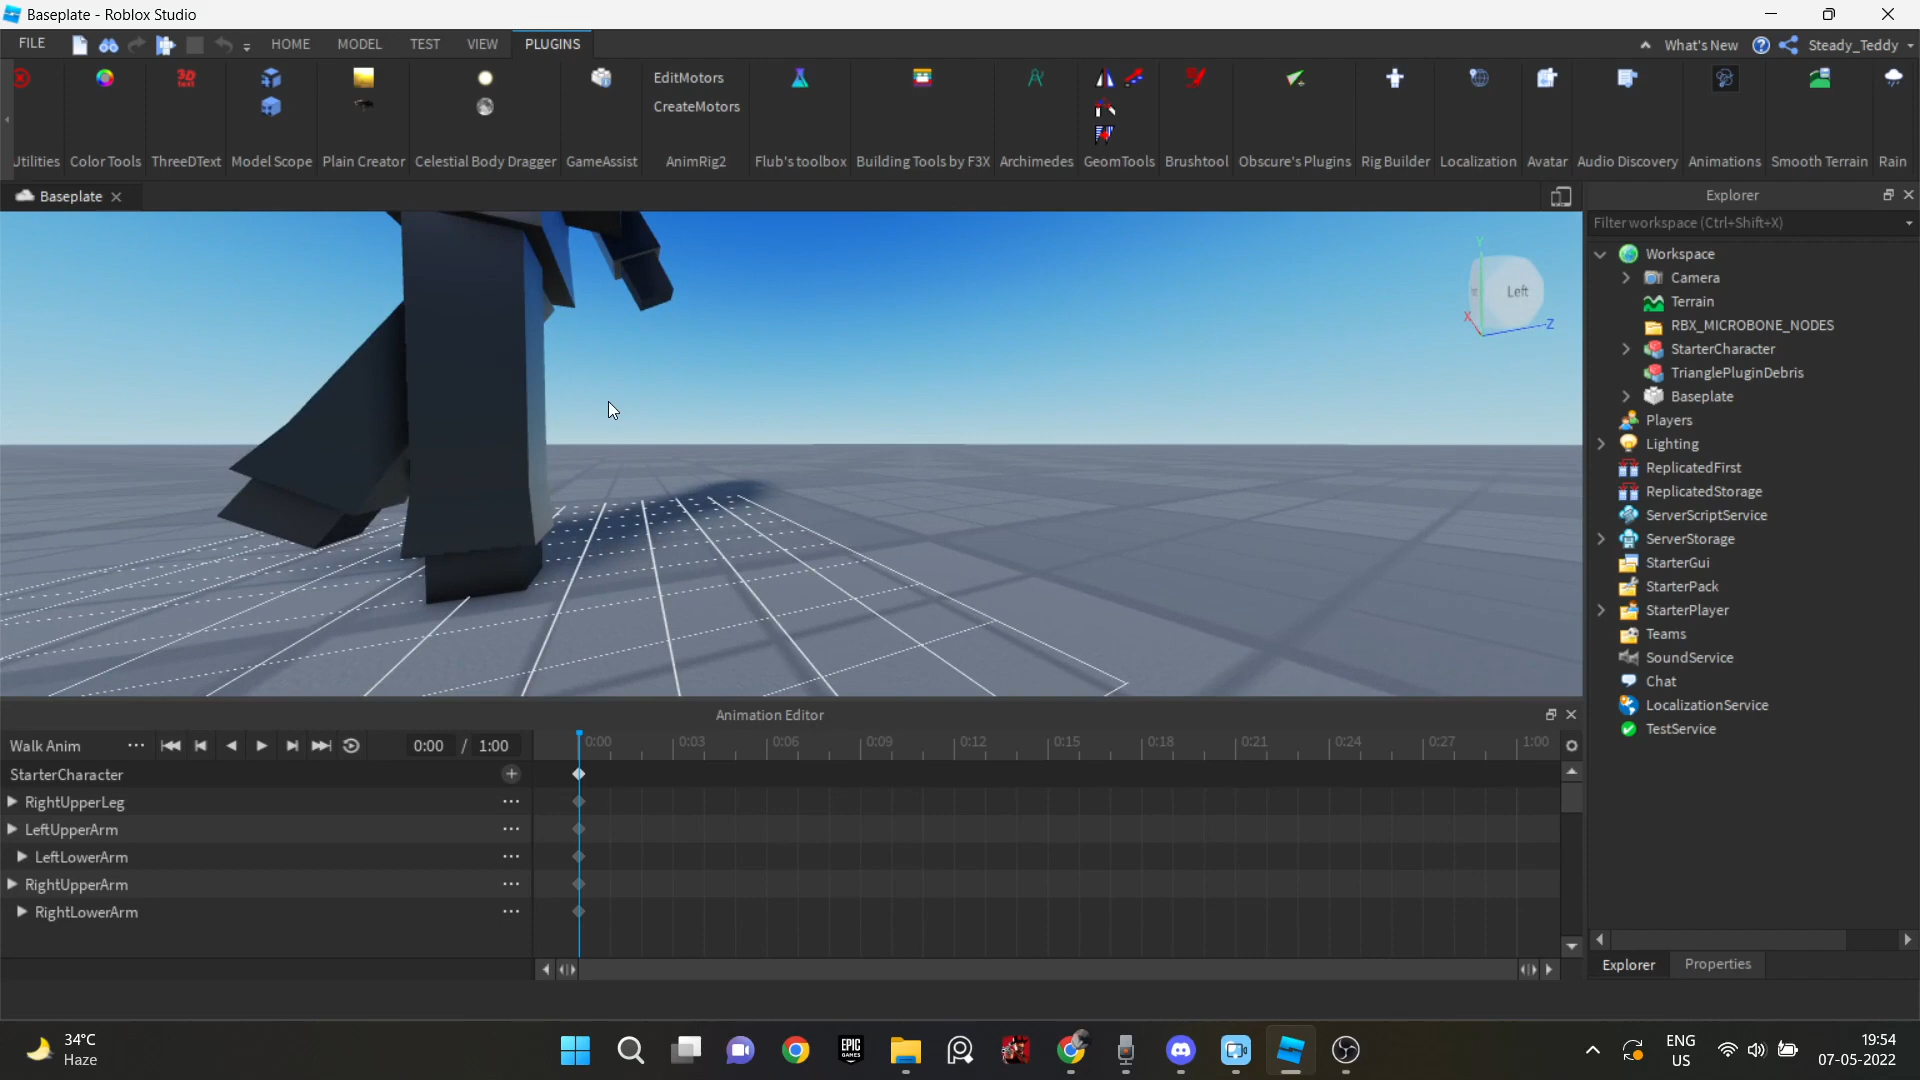 Baseplate - Roblox Studio
FILE
HOME
MODEL
TEST
VIEW
PLUGINS
What's New
Steady_Teddy
EditMotors
CreateMotors
3D
TEXT
Utilities
Color Tools
ThreeDText
Model Scope
Plain Creator
Celestial Body Dragger
GameAssist
AnimRig2
Flub's toolbox
Building Tools by F3X
Archimedes
GeomTools
Brushtool
Obscure's Plugins
Rig Builder
Localization
Avatar
Audio Discovery
Animations
Smooth Terrain
Rain
Baseplate
Explorer
Filter workspace (Ctrl+Shift+X)
Y
Left
X
Z
Workspace
Camera
Terrain
RBX_MICROBONE_NODES
StarterCharacter
TrianglePluginDebris
Baseplate
Players
Lighting
ReplicatedFirst
ReplicatedStorage
ServerScriptService
ServerStorage
StarterGui
StarterPack
StarterPlayer
Teams
SoundService
Chat
LocalizationService
TestService
Explorer
Properties
Animation Editor
Walk Anim
0:00 / 1:00
0:00 0:03 0:06 0:09 0:12 0:15 0:18 0:21 0:24 0:27 1:00
StarterCharacter
RightUpperLeg
LeftUpperArm
LeftLowerArm
RightUpperArm
RightLowerArm
34°C
Haze
EPIC
GAMES
ENG
US
19:54
07-05-2022